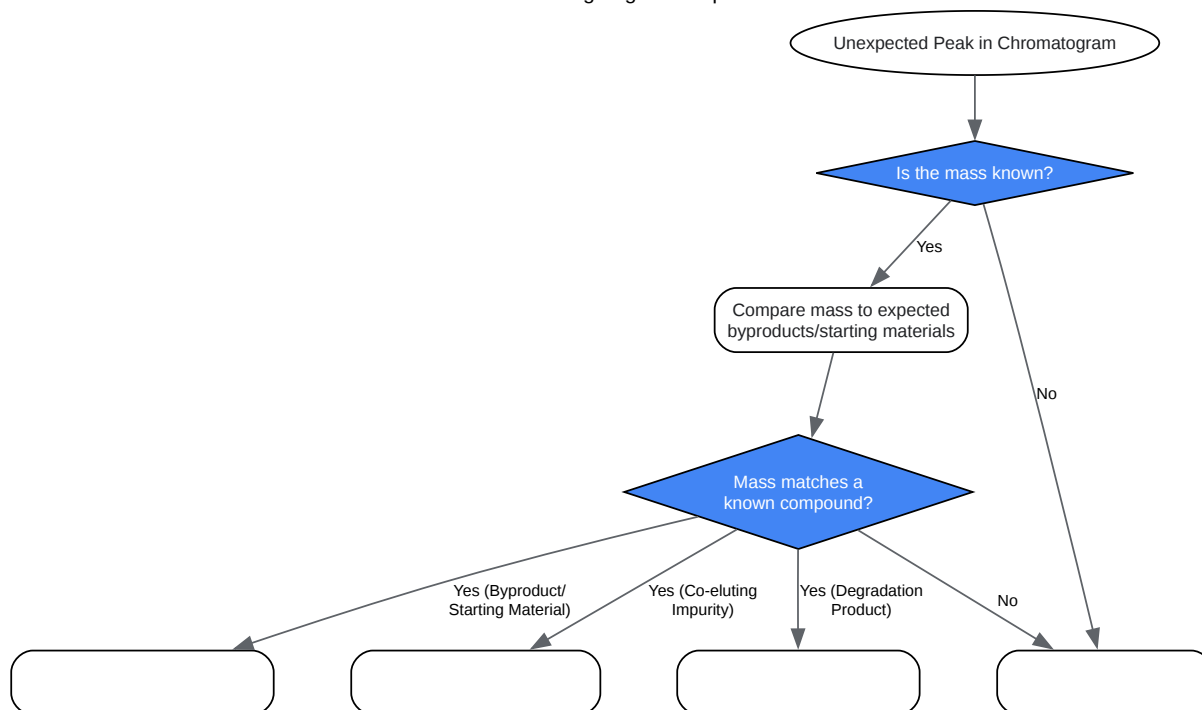 Unexpected Peak in Chromatogram
Is the mass known?
Yes
Compare mass to expected
byproducts/starting materials
No
Mass matches a
known compound?
Yes (Byproduct/
Starting Material)
Yes (Co-eluting
Impurity)
Yes (Degradation
Product)
No